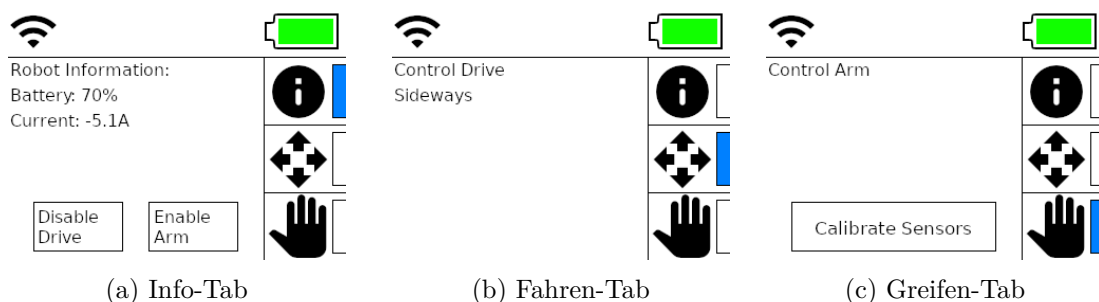 Robot Information:
Battery: 70%
Current: -5.1A
Disable
Drive
Enable
Arm
(a) Info-Tab
Control Drive
Sideways
(b) Fahren-Tab
Control Arm
Calibrate Sensors
(c) Greifen-Tab